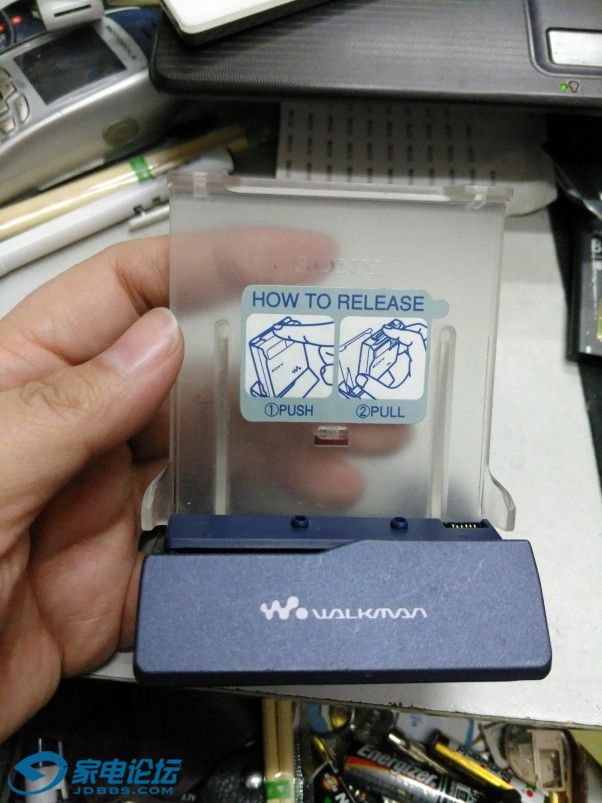 SONY
HOW TO RELEASE
①PUSH ②PULL
WALKMAN
Energizer
家电论坛
JDBBS.COM